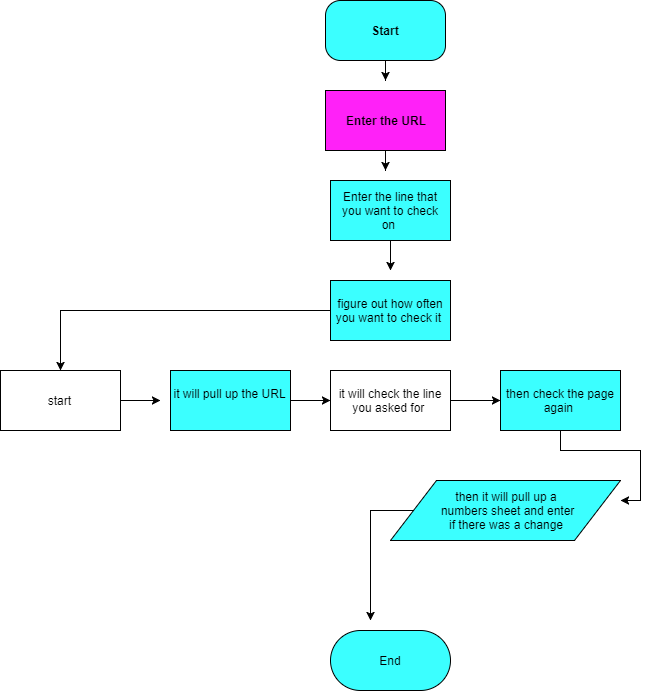 Start
Enter the URL
Enter the line that
you want to check
on
figure out how often
you want to check it
start
it will pull up the URL
it will check the line
you asked for
then check the page
again
then it will pull up a
numbers sheet and enter
if there was a change
End